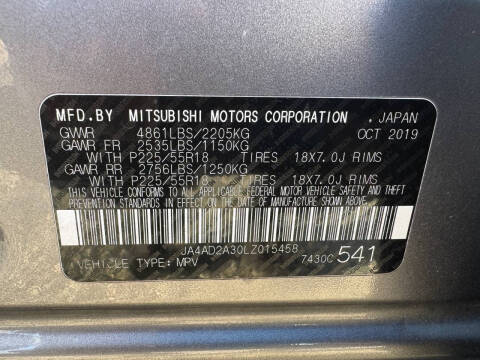 MFD.BY MITSUBISHI MOTORS CORPORATION , JAPAN
GVWR 4861LBS/2205KG OCT 2019
GAWR FR 2535LBS/1150KG
WITH P225/55R18 TIRES 18X7.0J RIMS
GAWR RR 2756LBS/1250KG
WITH P225/55R18 TIRES 18X7.0J RIMS
THIS VEHICLE CONFORMS TO ALL APPLICABLE FEDERAL MOTOR VEHICLE SAFETY AND THEFT
PREVENTION STANDARDS IN EFFECT ON THE DATE OF MANUFACTURE SHOWN ABOVE.
JA4AD2A30LZ015458
VEHICLE TYPE: MPV 7430C 541